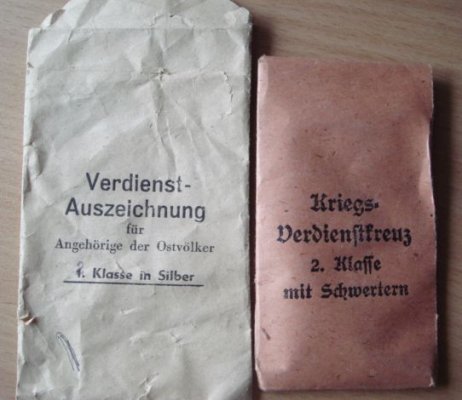 Verdienst-
Auszeichnung
für
Angehörige der Ostvölker
1. Klasse in Silber
Kriegs-
Verdienstkreuz
2. Klasse
mit Schwertern